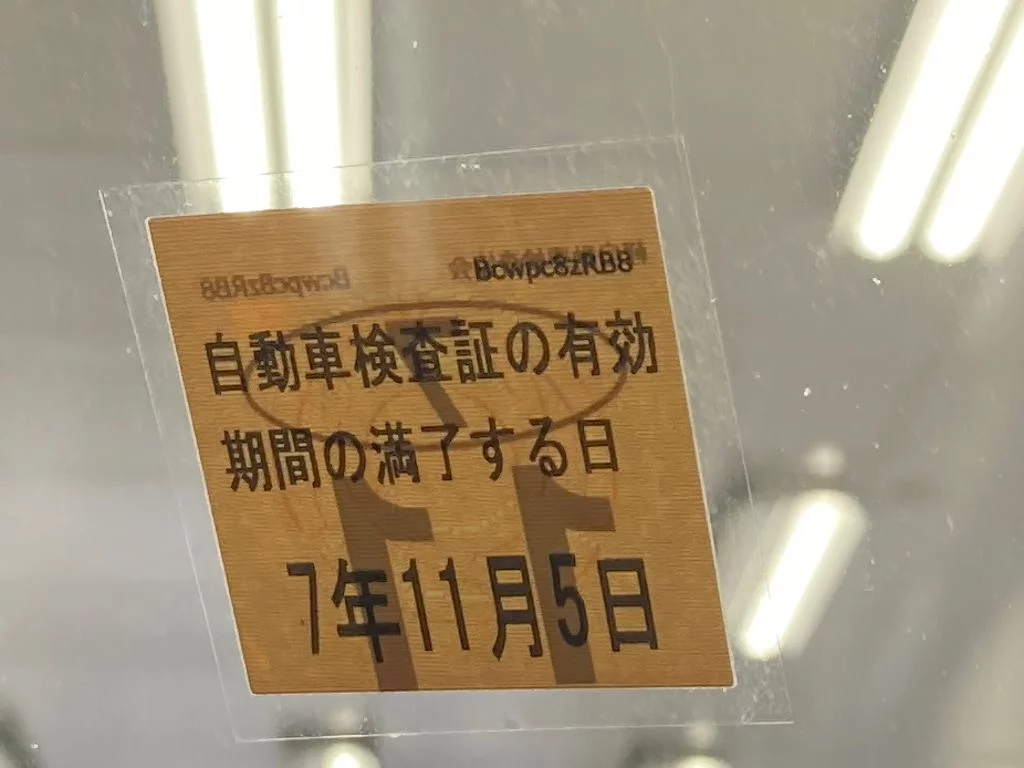 Bcwpc8zRB8
自動車検査証の有効
期間の満了する日
7年11月5日